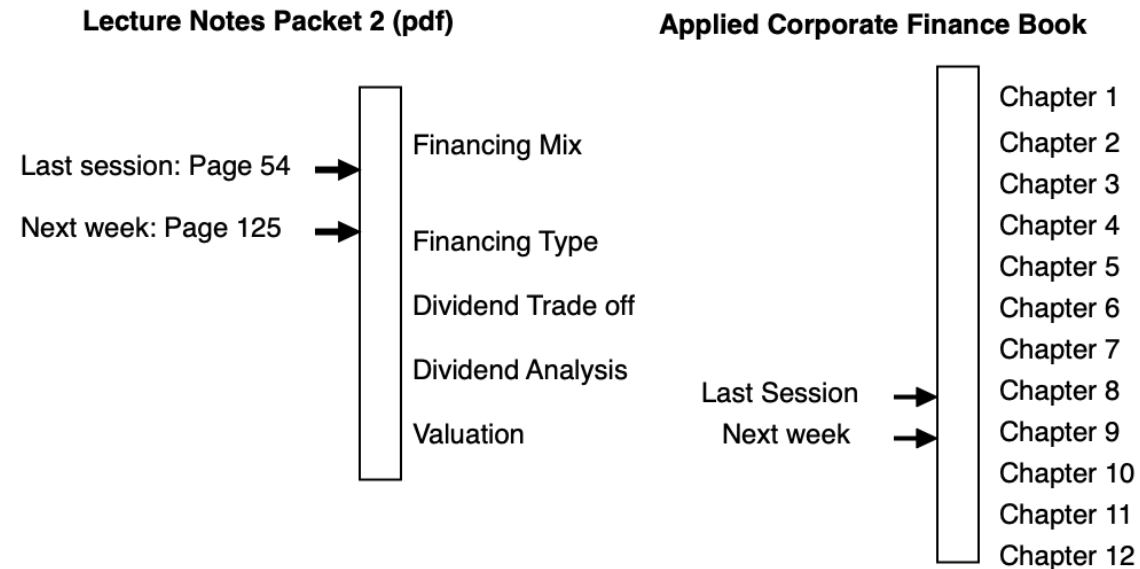 Lecture Notes Packet 2 (pdf)
Last session: Page 54
Next week: Page 125
Financing Mix
Financing Type
Dividend Trade off
Dividend Analysis
Valuation
Applied Corporate Finance Book
Last Session
Next week
Chapter 1
Chapter 2
Chapter 3
Chapter 4
Chapter 5
Chapter 6
Chapter 7
Chapter 8
Chapter 9
Chapter 10
Chapter 11
Chapter 12